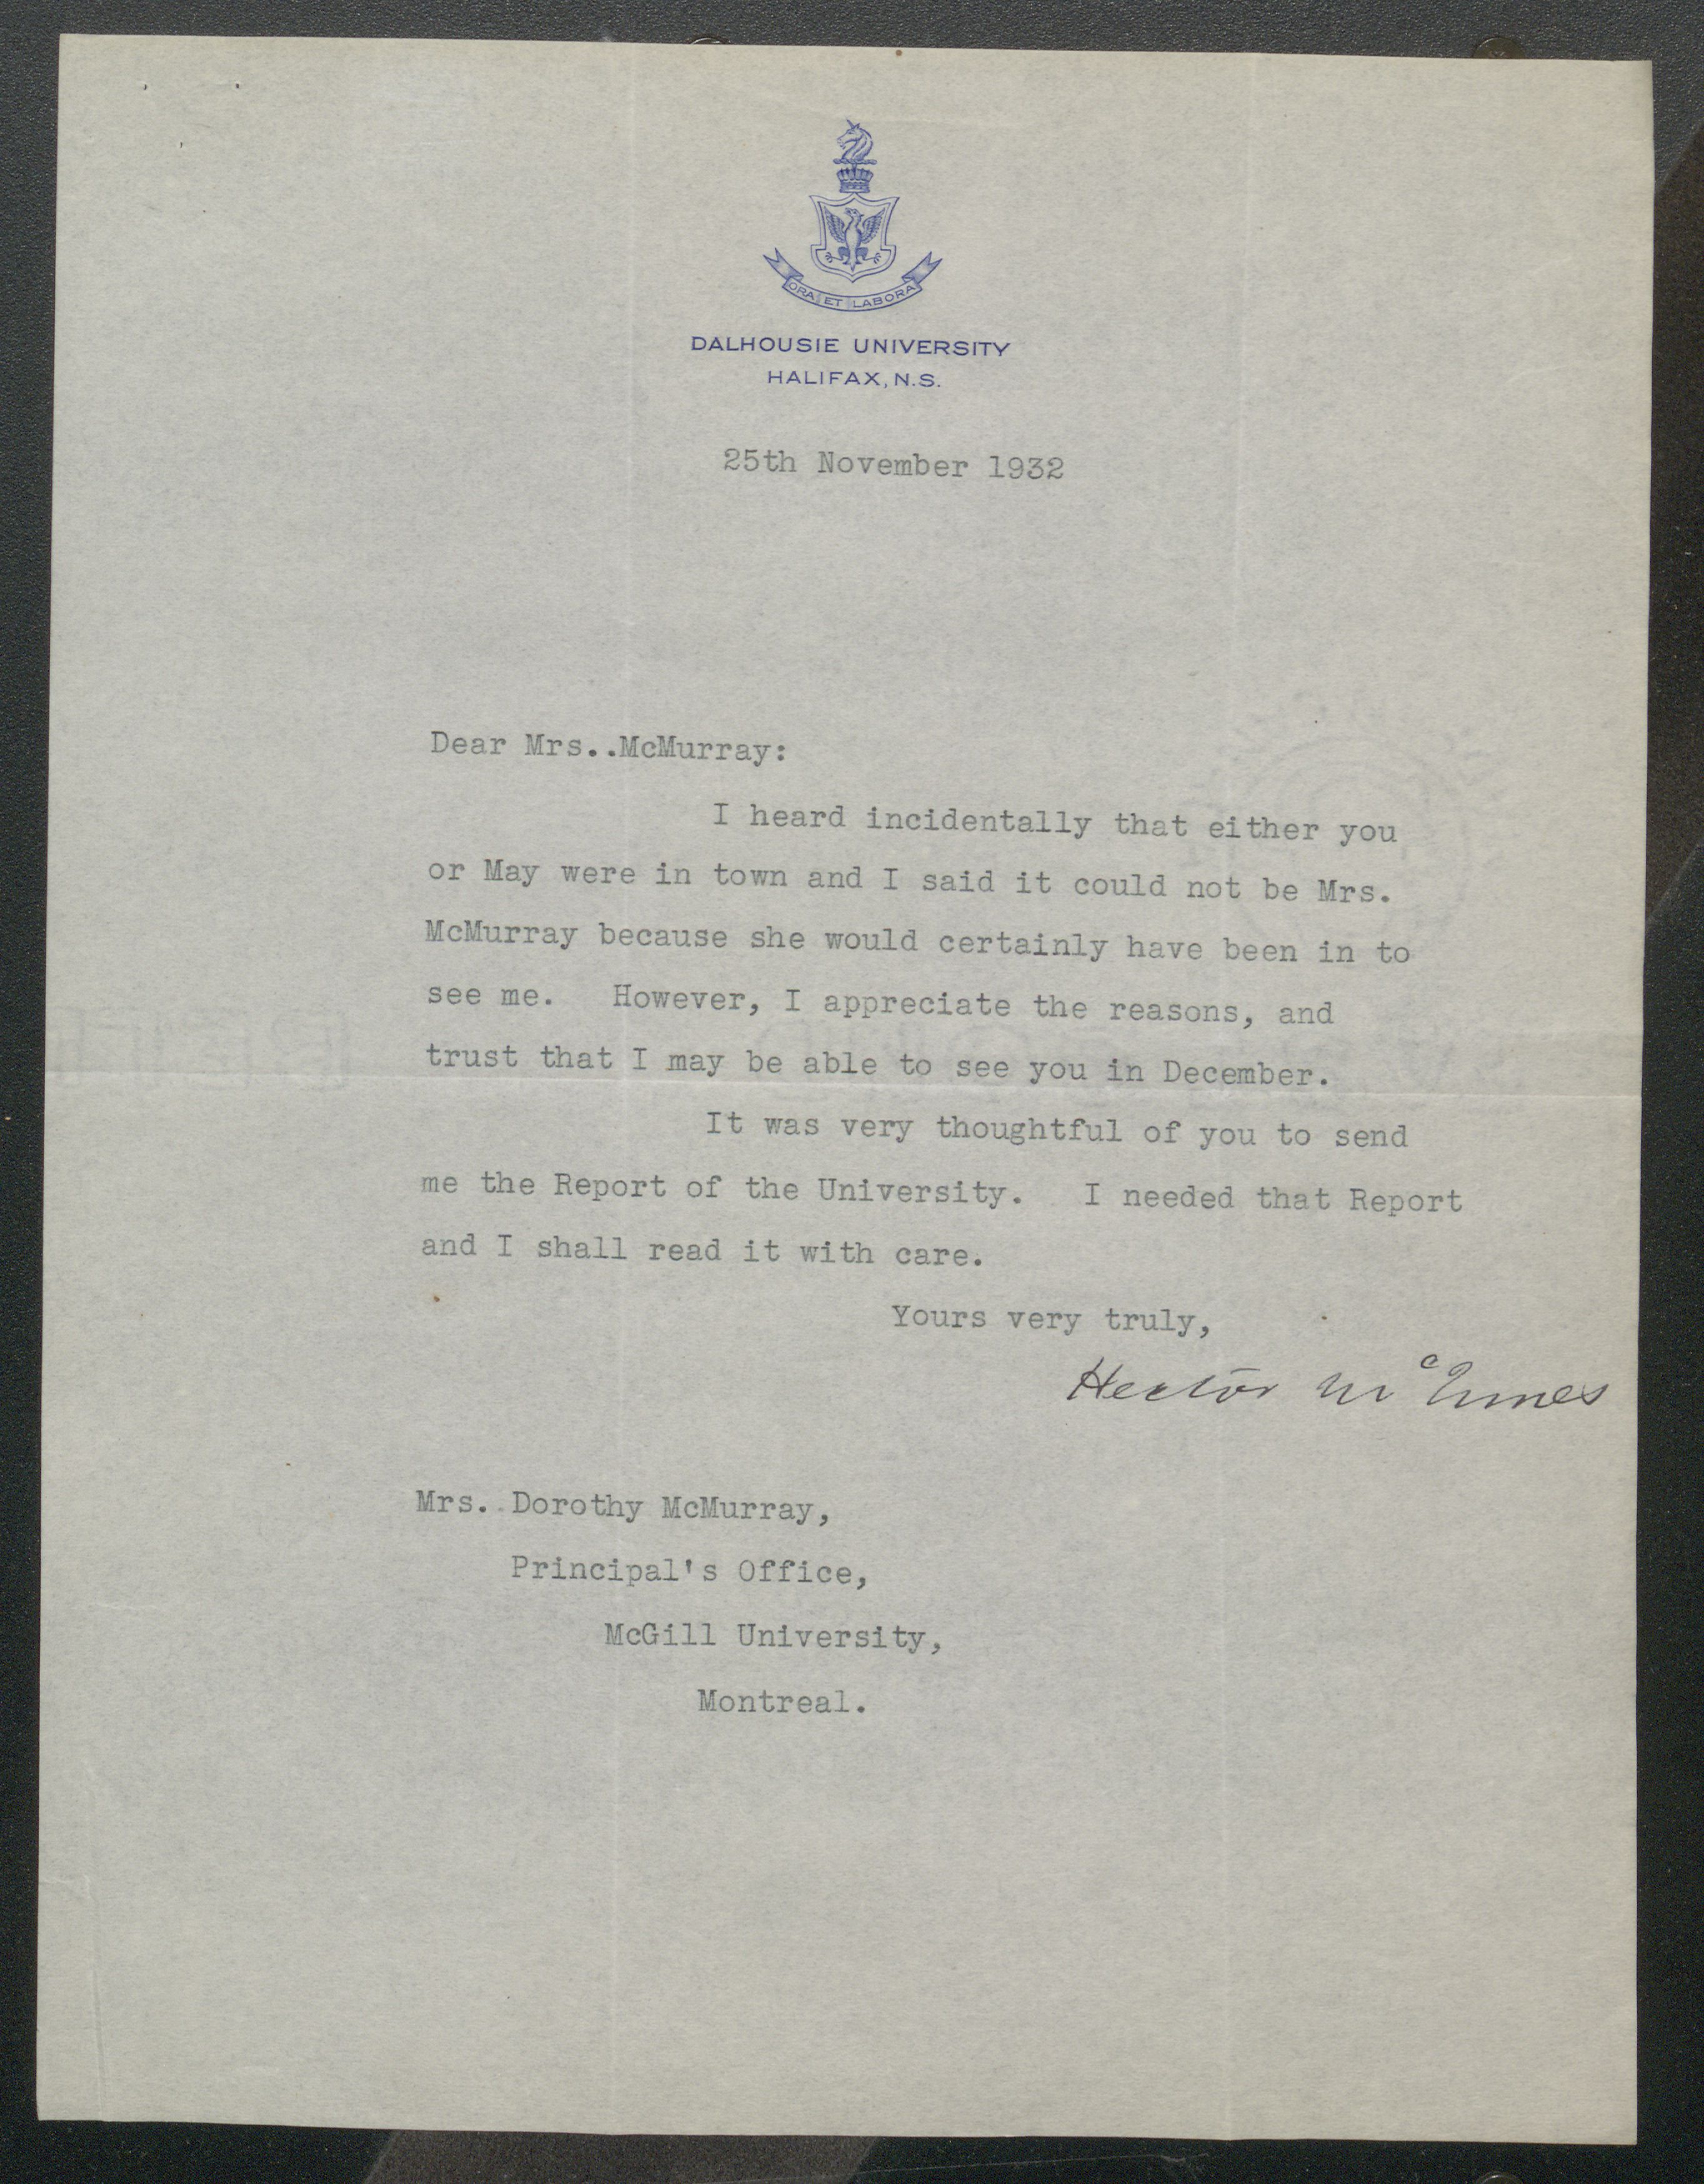 ORA ET LABORA
DALHOUSIE UNIVERSITY
HALIFAX, N.S.
25th November 1932
Dear Mrs..McMurray:
I heard incidentally that either you
or May were in town and I said it could not be Mrs.
McMurray because she would certainly have been in to
see me. However, I appreciate the reasons, and
trust that I may be able to see you in December.
It was very thoughtful of you to send
me the Report of the University. I needed that Report
and I shall read it with care.
Yours very truly,
Hector McInnes
Mrs. Dorothy McMurray,
Principal's Office,
McGill University,
Montreal.